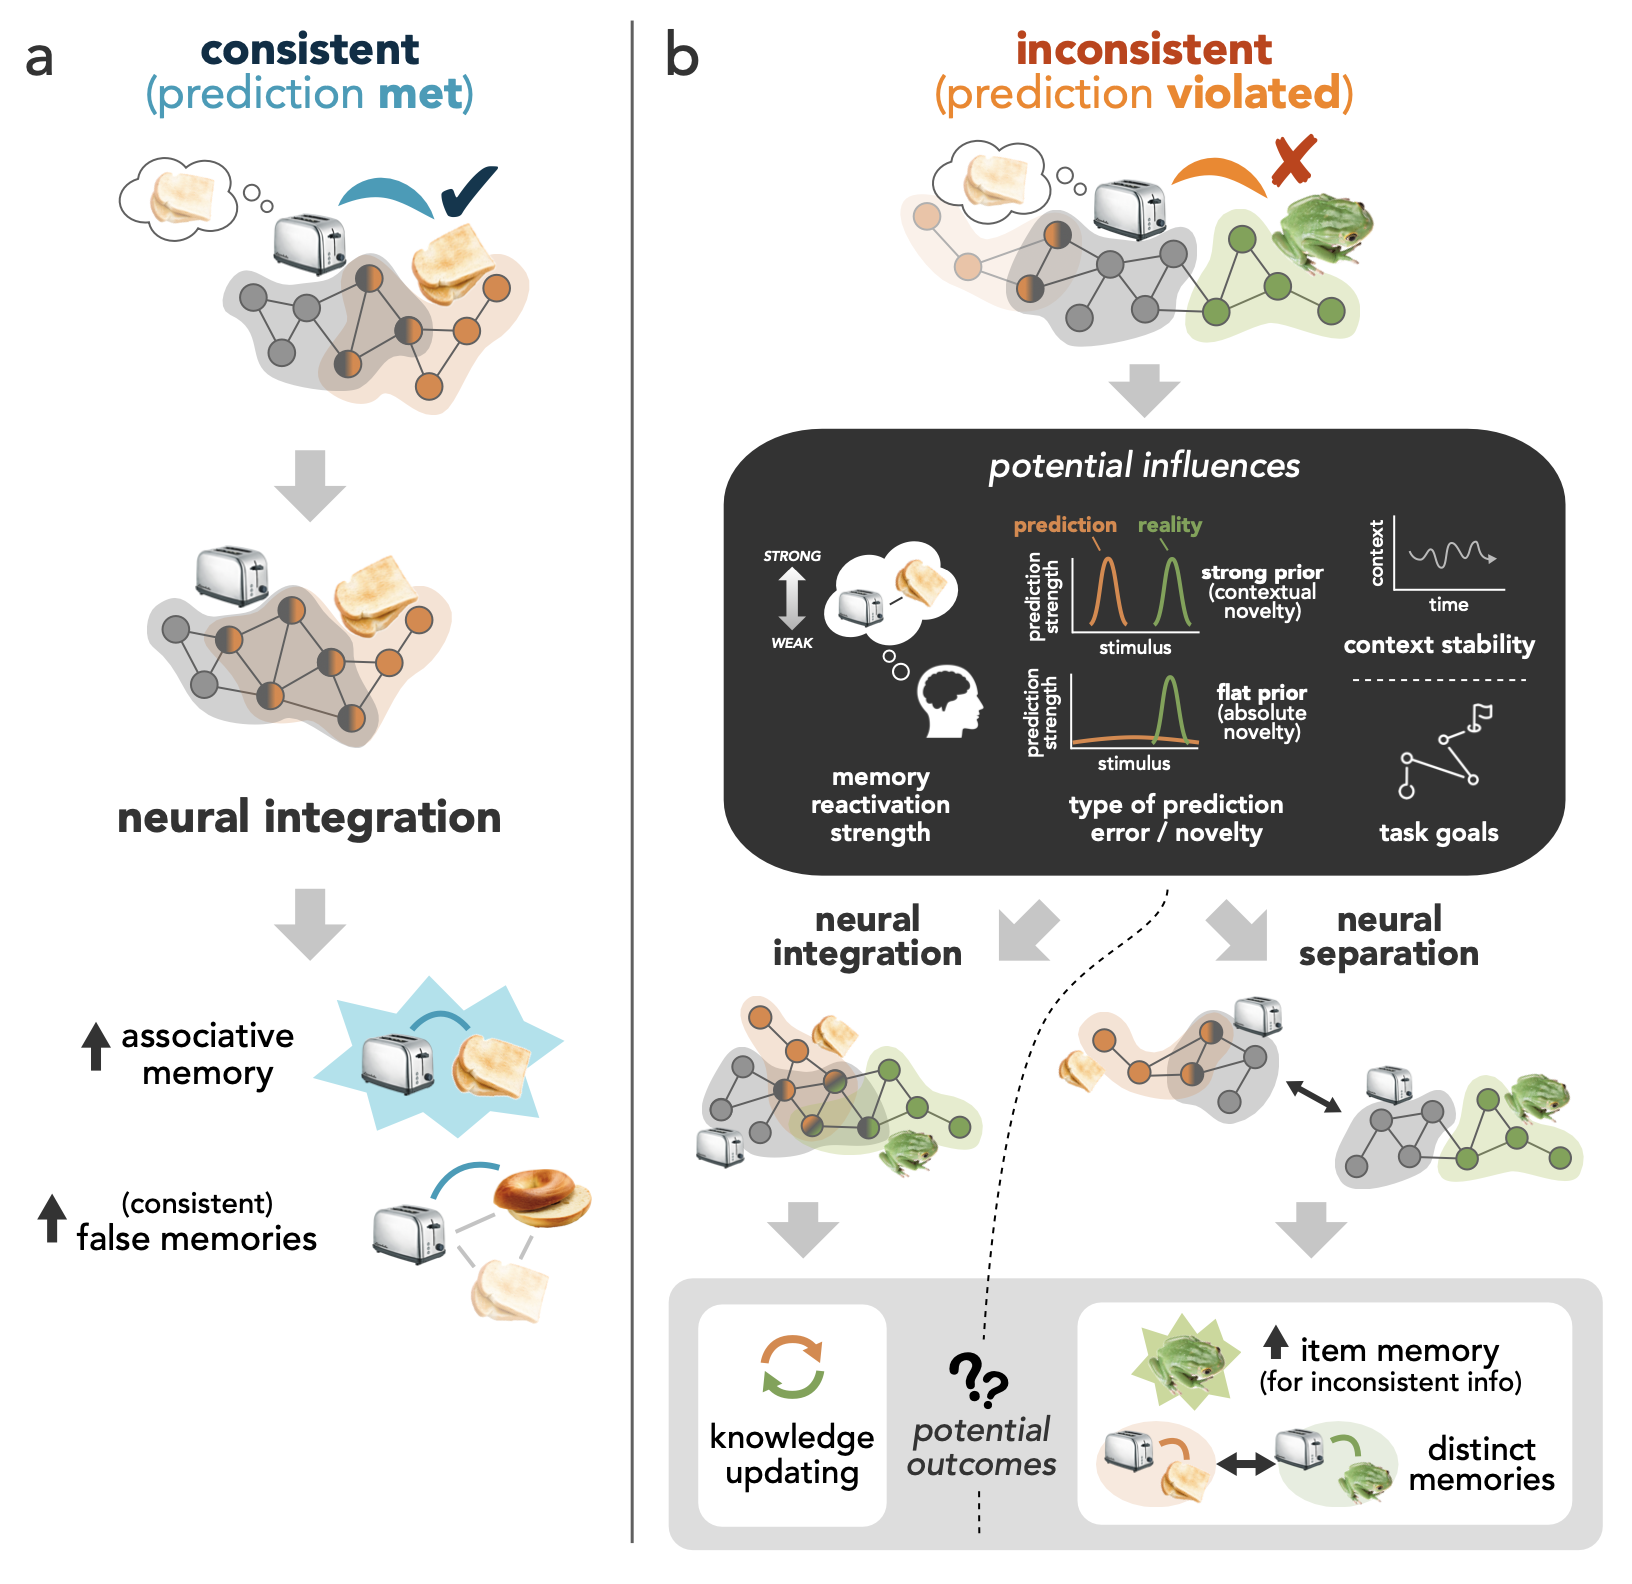 a
consistent
(prediction met)
neural integration
associative
memory
(consistent)
false memories
b
inconsistent
(prediction violated)
potential influences
STRONG
WEAK
memory
reactivation
strength
prediction
reality
prediction
strength
stimulus
strong prior
(contextual
novelty)
prediction
strength
stimulus
flat prior
(absolute
novelty)
type of prediction
error / novelty
context
time
context stability
task goals
neural
integration
neural
separation
knowledge
updating
??
potential
outcomes
item memory
(for inconsistent info)
distinct
memories